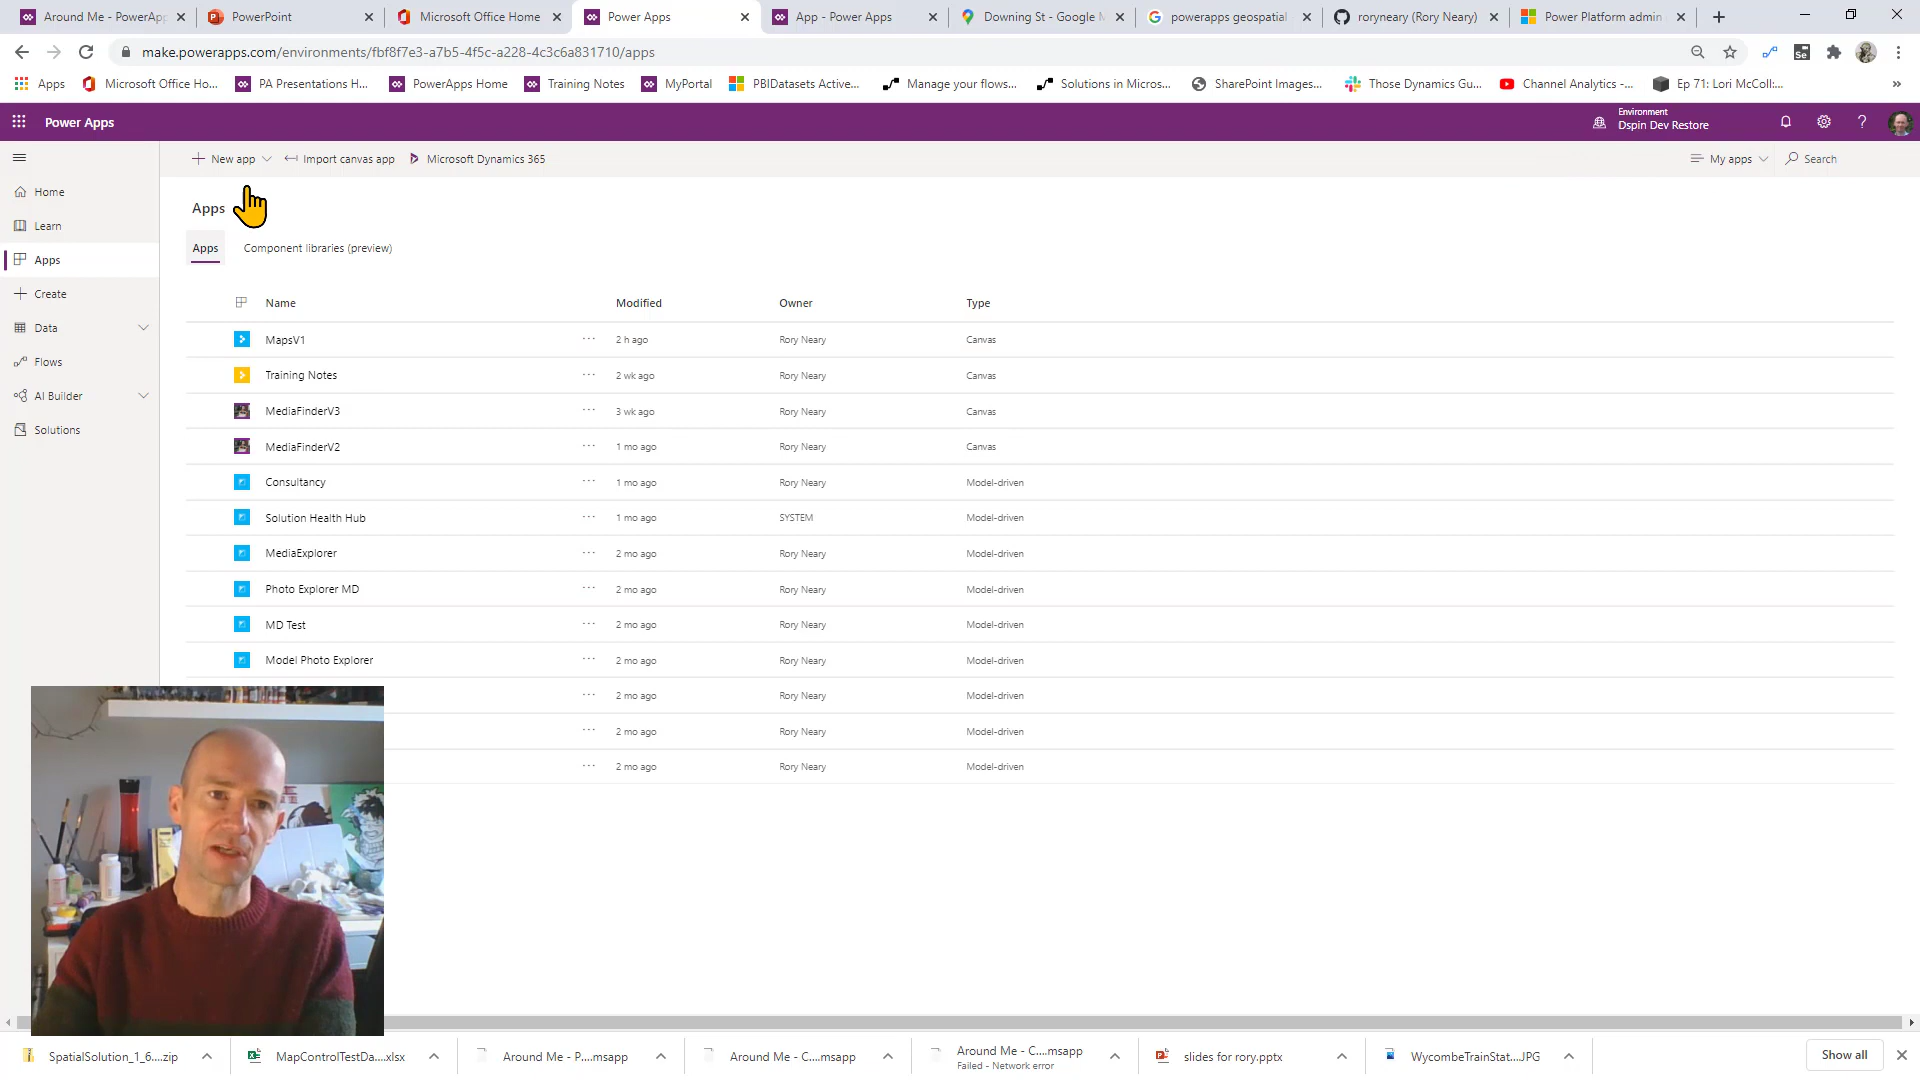 Around Me - PowerAp
PowerPoint
Microsoft Office Home
Power Apps
App - Power Apps
Downing St - Google M
powerapps geospatial
roryneary (Rory Neary)
Power Platform admin
make.powerapps.com/environments/fbf8f7e3-a7b5-4f5c-a228-4c3c6a831710/apps
Apps
Microsoft Office Ho...
PA Presentations H...
PowerApps Home
Training Notes
MyPortal
PBIDatasets Active...
Manage your flows...
Solutions in Micros...
SharePoint Images...
Those Dynamics Gu...
Channel Analytics -...
Ep 71: Lori McColl:...
Power Apps
Environment
Dspin Dev Restore
New app
Import canvas app
Microsoft Dynamics 365
My apps
Search
Home
Learn
Apps
Create
Data
Flows
AI Builder
Solutions
Apps
Apps
Component libraries (preview)
Name Modified Owner Type
MapsV1 ... 2 h ago Rory Neary Canvas
Training Notes ... 2 wk ago Rory Neary Canvas
MediaFinderV3 ... 3 wk ago Rory Neary Canvas
MediaFinderV2 ... 1 mo ago Rory Neary Canvas
Consultancy ... 1 mo ago Rory Neary Model-driven
Solution Health Hub ... 1 mo ago SYSTEM Model-driven
MediaExplorer ... 2 mo ago Rory Neary Model-driven
Photo Explorer MD ... 2 mo ago Rory Neary Model-driven
MD Test ... 2 mo ago Rory Neary Model-driven
Model Photo Explorer ... 2 mo ago Rory Neary Model-driven
... 2 mo ago Rory Neary Model-driven
... 2 mo ago Rory Neary Model-driven
... 2 mo ago Rory Neary Model-driven
SpatialSolution_1_6....zip
MapControlTestDa....xlsx
Around Me - P....msapp
Around Me - C....msapp
Around Me - C....msapp
Failed - Network error
slides for rory.pptx
WycombeTrainStat....JPG
Show all